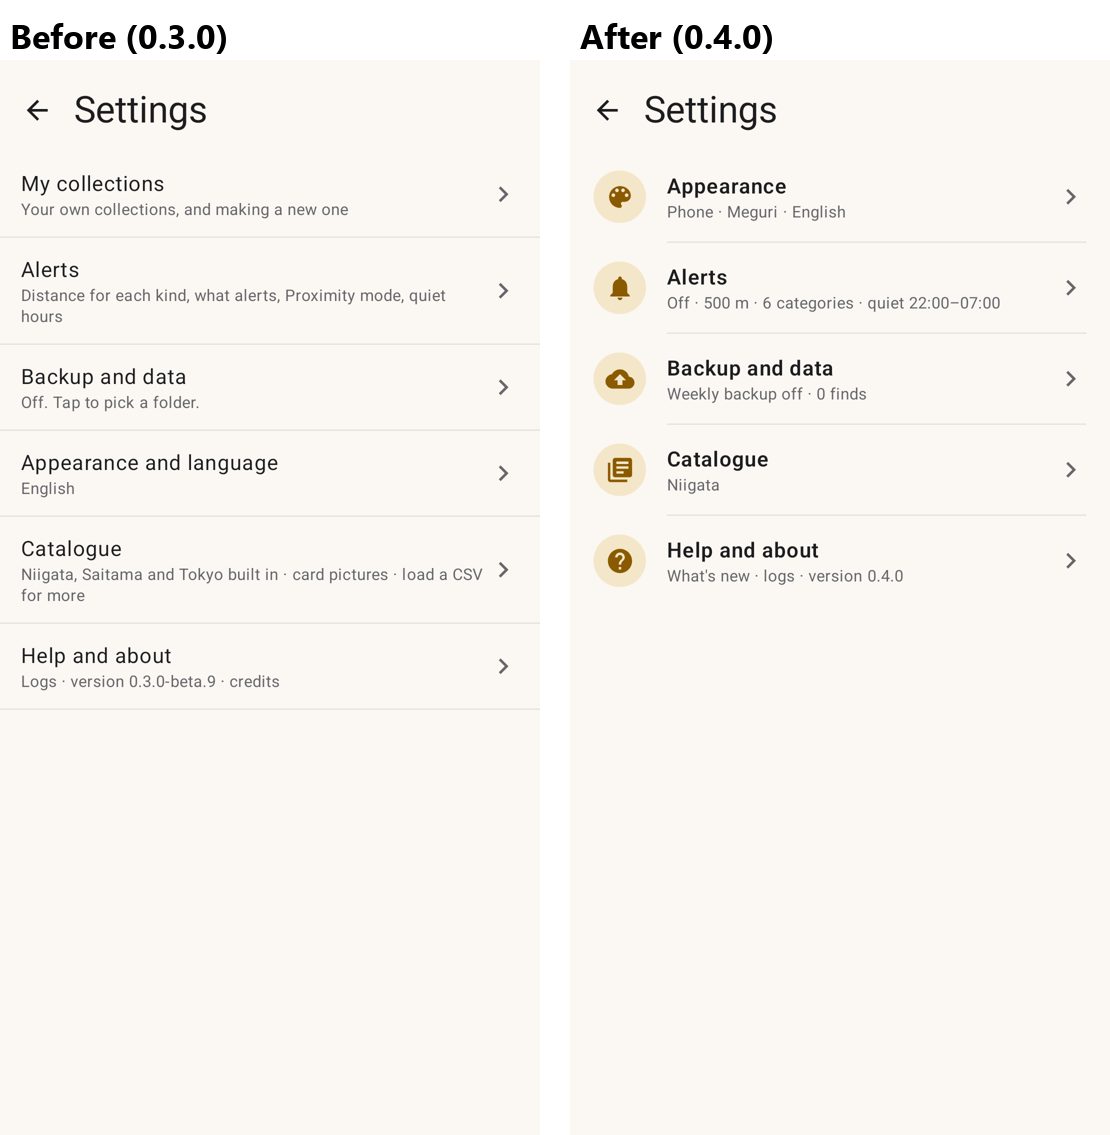 Before (0.3.0)
Settings
My collections
Your own collections, and making a new one
Alerts
Distance for each kind, what alerts, Proximity mode, quiet
hours
Backup and data
Off. Tap to pick a folder.
Appearance and language
English
Catalogue
Niigata, Saitama and Tokyo built in · card pictures · load a CSV
for more
Help and about
Logs · version 0.3.0-beta.9 · credits
After (0.4.0)
Settings
Appearance
Phone · Meguri · English
Alerts
Off · 500 m · 6 categories · quiet 22:00–07:00
Backup and data
Weekly backup off · 0 finds
Catalogue
Niigata
Help and about
What's new · logs · version 0.4.0